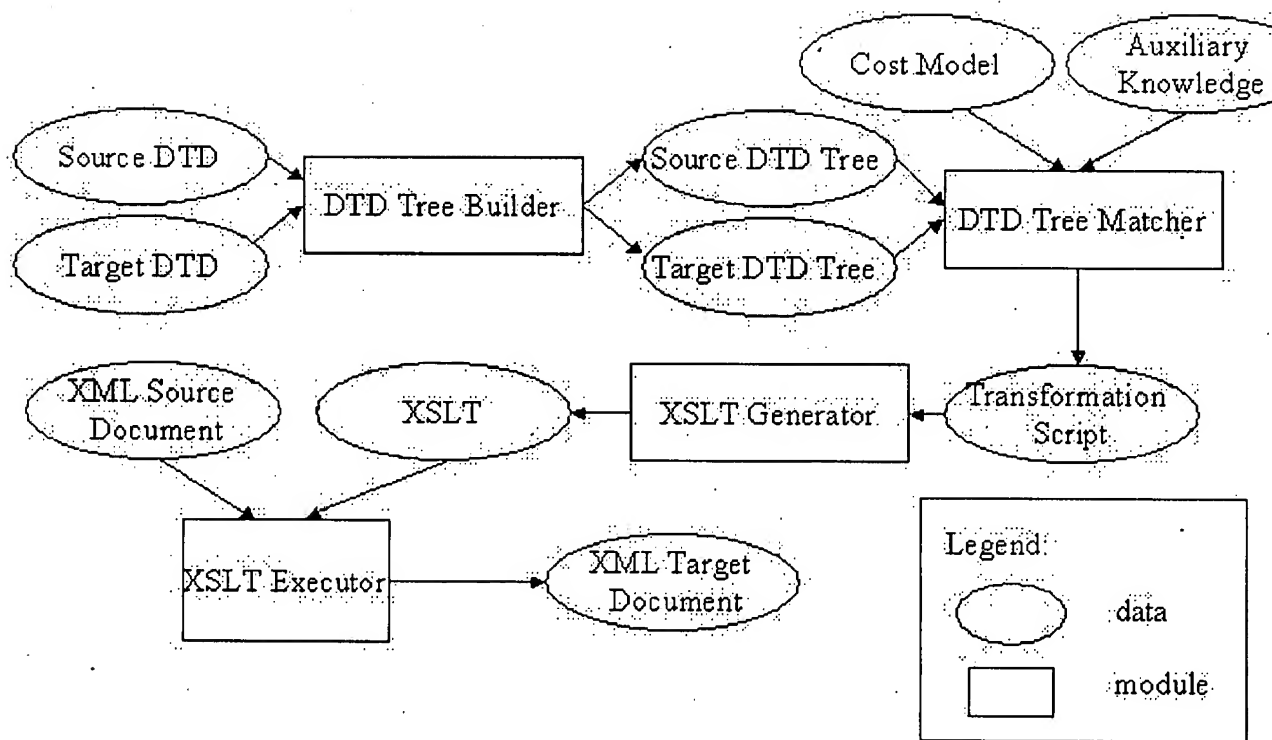 Cost Model
Auxiliary
Knowledge
Source DTD
DTD Tree Builder
Source DTD Tree
DTD Tree Matcher
Target DTD
Target DTD Tree
XML Source
Document
XSLT
XSLT Generator
Transformation
Script
XSLT Executor
XML Target
Document
Legend:
data
module